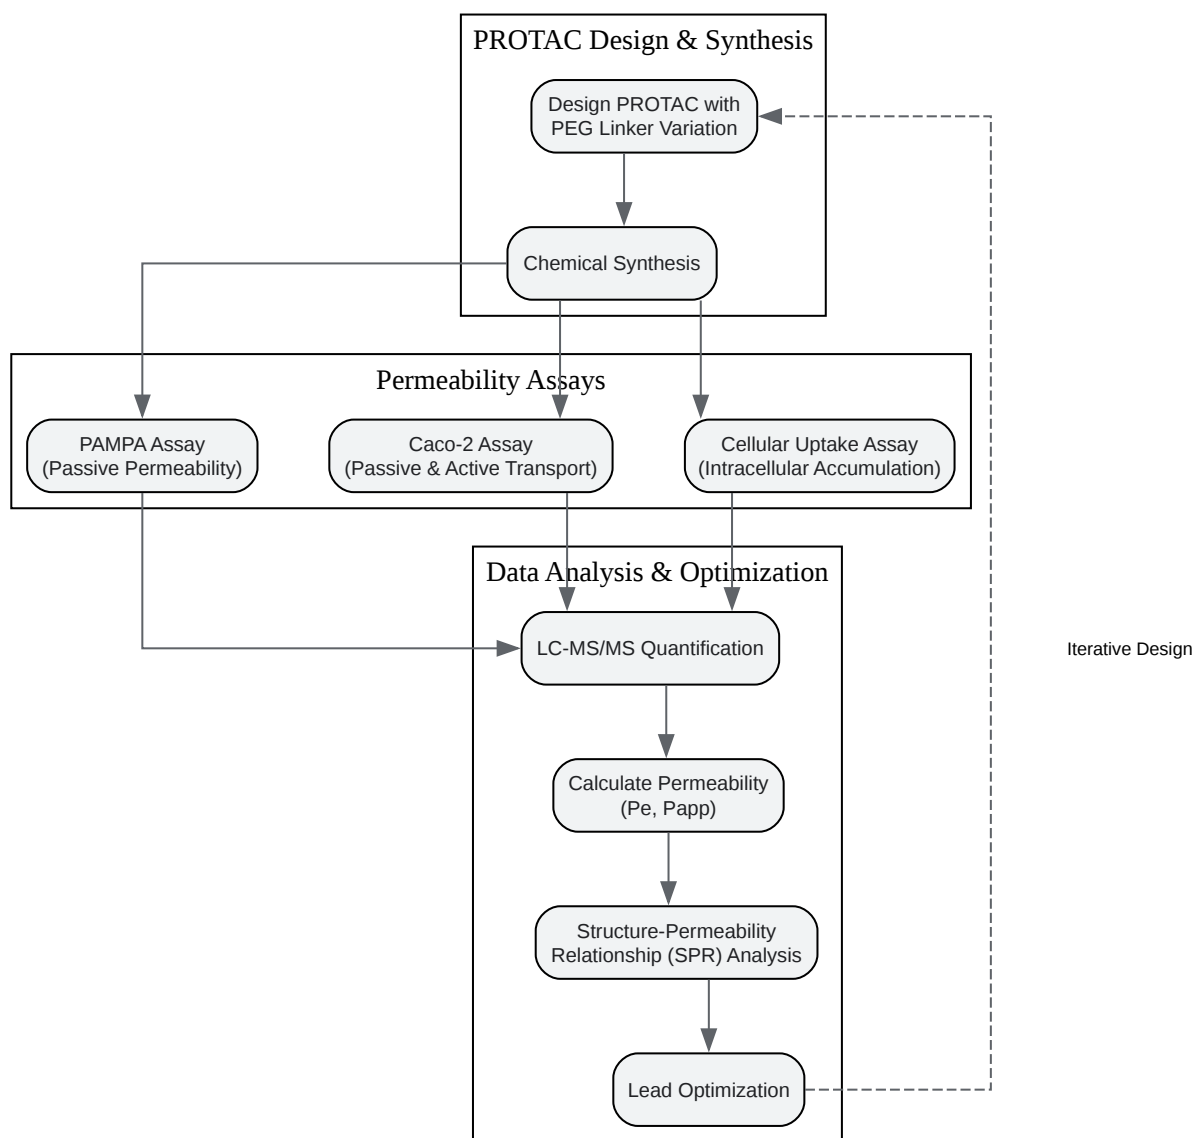 PROTAC Design & Synthesis
Design PROTAC with
PEG Linker Variation
Chemical Synthesis
Permeability Assays
PAMPA Assay
(Passive Permeability)
Caco-2 Assay
(Passive & Active Transport)
Cellular Uptake Assay
(Intracellular Accumulation)
Data Analysis & Optimization
LC-MS/MS Quantification
Iterative Design
Calculate Permeability
(Pe, Papp)
Structure-Permeability
Relationship (SPR) Analysis
Lead Optimization